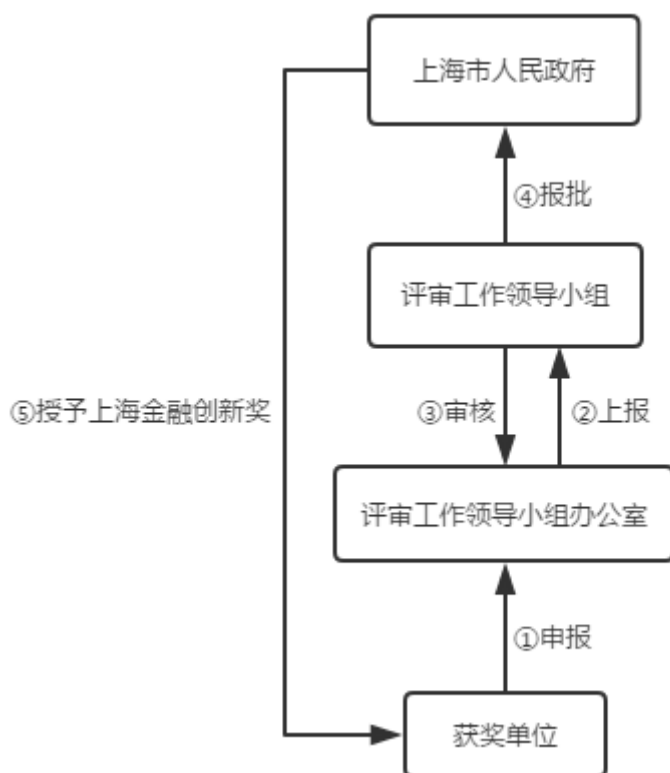 上海市人民政府
④报批
评审工作领导小组
⑤授予上海金融创新奖
③审核
②上报
评审工作领导小组办公室
①申报
获奖单位